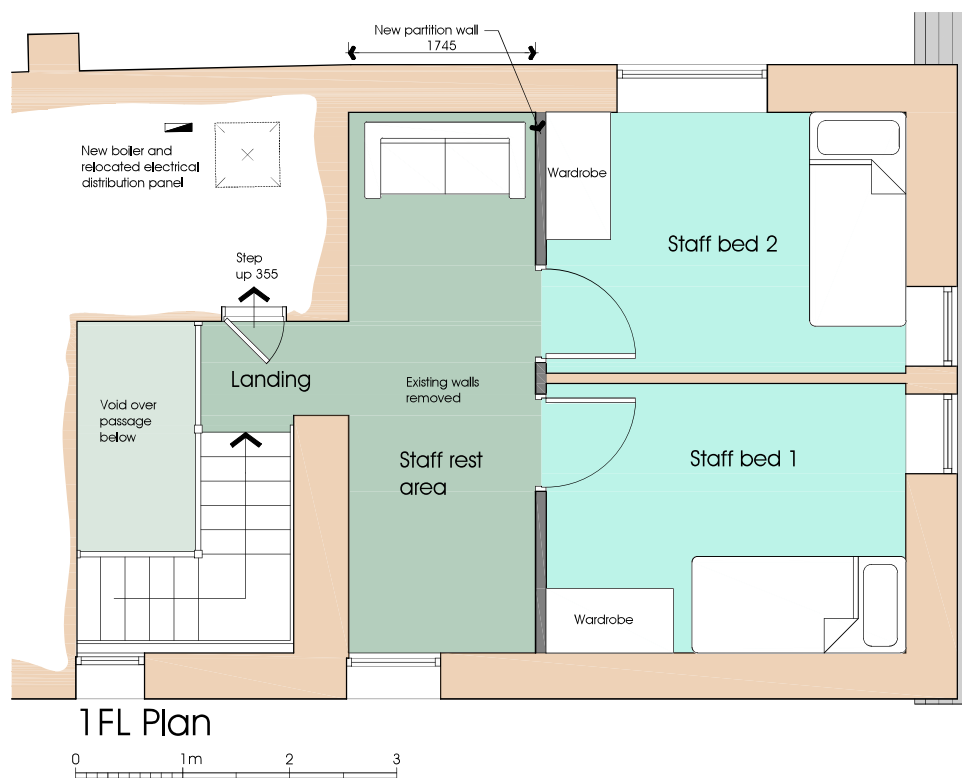 New partition wall
1745
New boiler and
relocated electrical
distribution panel
Wardrobe
Staff bed 2
Step
up 355
Landing
Existing walls
removed
Void over
passage
below
Staff rest
area
Staff bed 1
Wardrobe
1FL Plan
0 1m 2 3